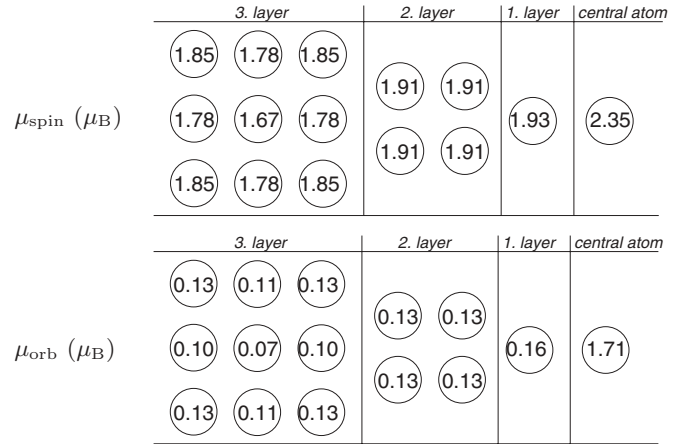 3. layer 2. layer 1. layer central atom
1.85 1.78 1.85
1.91 1.91
μspin (μB) 1.78 1.67 1.78 1.93 2.35
1.91 1.91
1.85 1.78 1.85
3. layer 2. layer 1. layer central atom
0.13 0.11 0.13
0.13 0.13
μorb (μB) 0.10 0.07 0.10 0.16 1.71
0.13 0.13
0.13 0.11 0.13